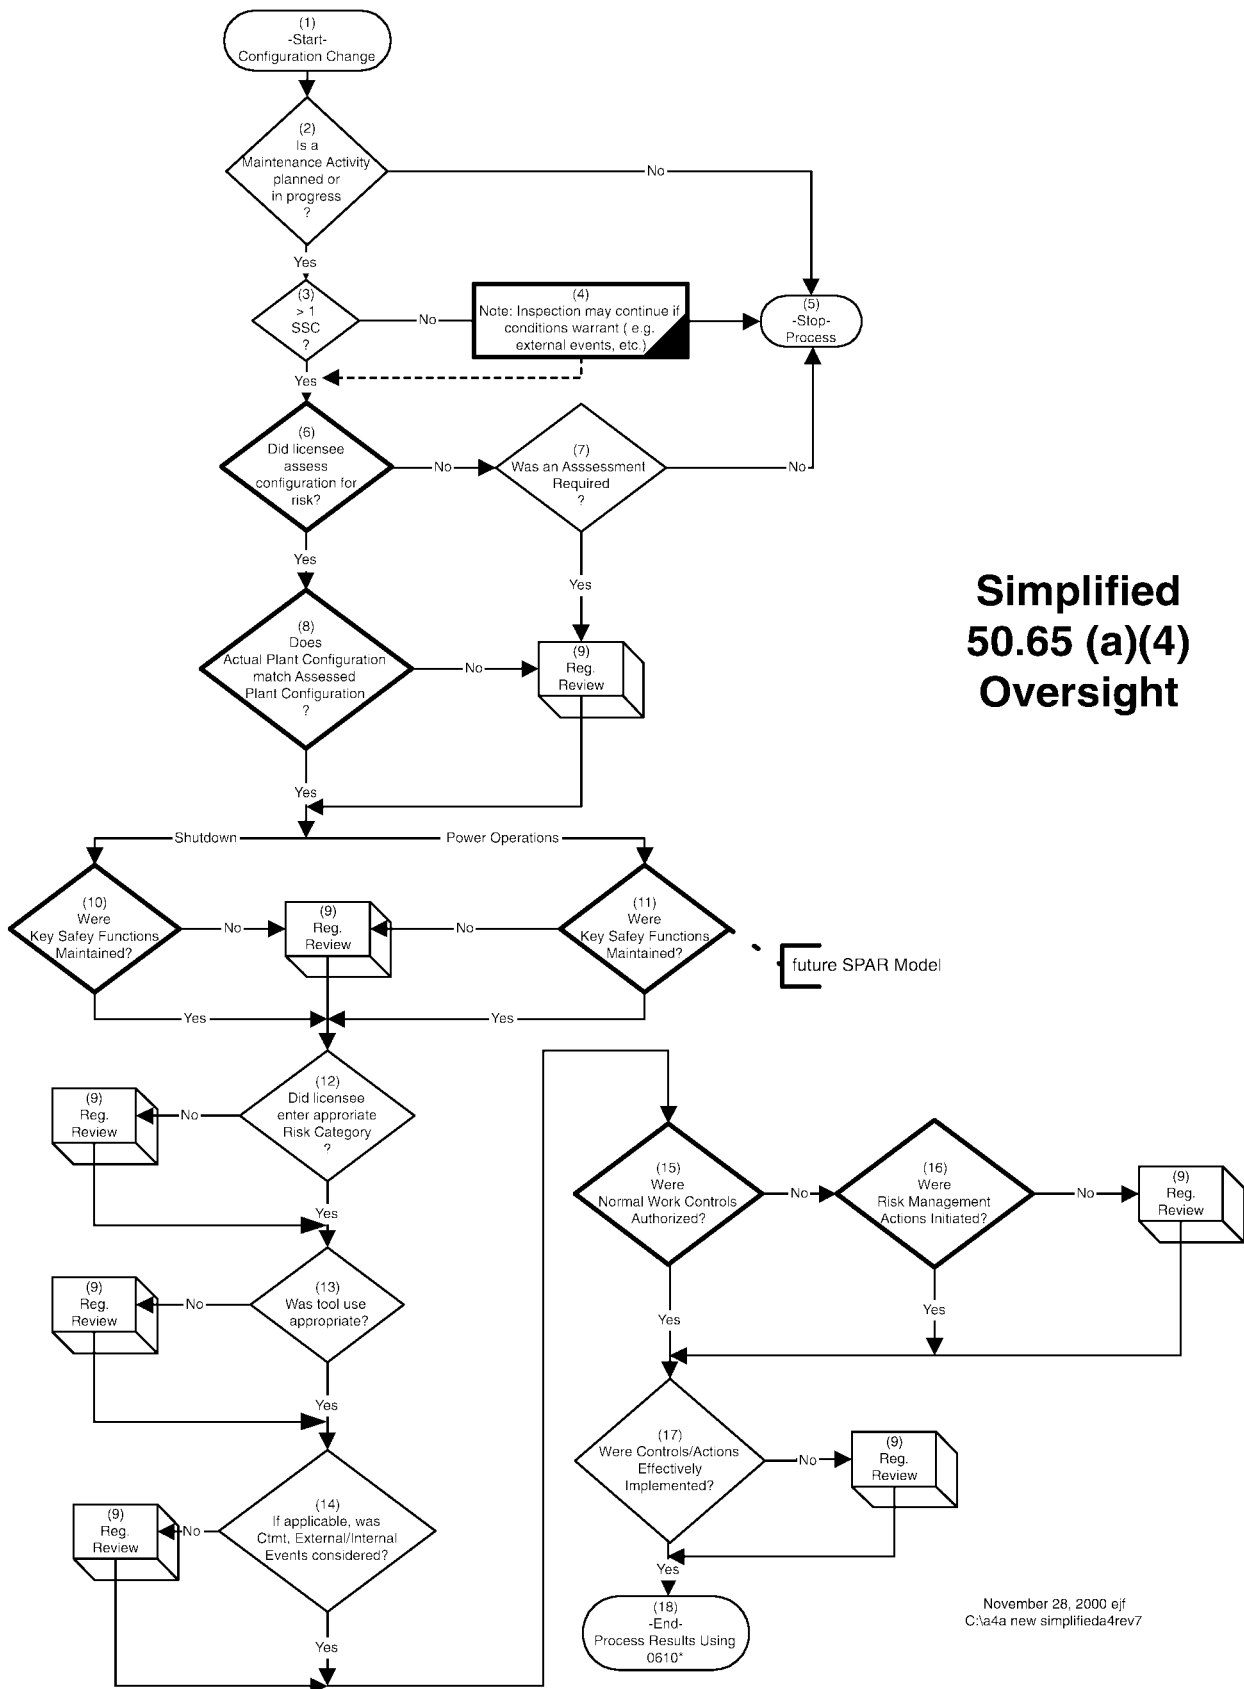 (1)
-Start-
Configuration Change
(2)
Is a
Maintenance Activity
planned or
in progress
?
No
Yes
(3)
> 1
SSC
?
No
(4)
Note: Inspection may continue if
conditions warrant ( e.g.
external events, etc.)
(5)
-Stop-
Process
Yes
(6)
Did licensee
assess
configuration for
risk?
No
(7)
Was an Asssessment
Required
?
No
Yes
Yes
Simplified
50.65 (a)(4)
Oversight
(8)
Does
Actual Plant Configuration
match Assessed
Plant Configuration
?
No
(9)
Reg.
Review
Yes
Shutdown
Power Operations
(10)
Were
Key Safey Functions
Maintained?
No
(9)
Reg.
Review
No
(11)
Were
Key Safey Functions
Maintained?
future SPAR Model
Yes
Yes
(12)
Did licensee
enter approriate
Risk Category
?
No
(9)
Reg.
Review
Yes
(13)
Was tool use
appropriate?
No
(9)
Reg.
Review
Yes
(14)
If applicable, was
Ctmt, External/Internal
Events considered?
No
(9)
Reg.
Review
Yes
(15)
Were
Normal Work Controls
Authorized?
No
(16)
Were
Risk Management
Actions Initiated?
No
(9)
Reg.
Review
Yes
Yes
(17)
Were Controls/Actions
Effectively
Implemented?
No
(9)
Reg.
Review
Yes
(18)
-End-
Process Results Using
0610*
November 28, 2000 ejf
C:\a4a new simplifieda4rev7